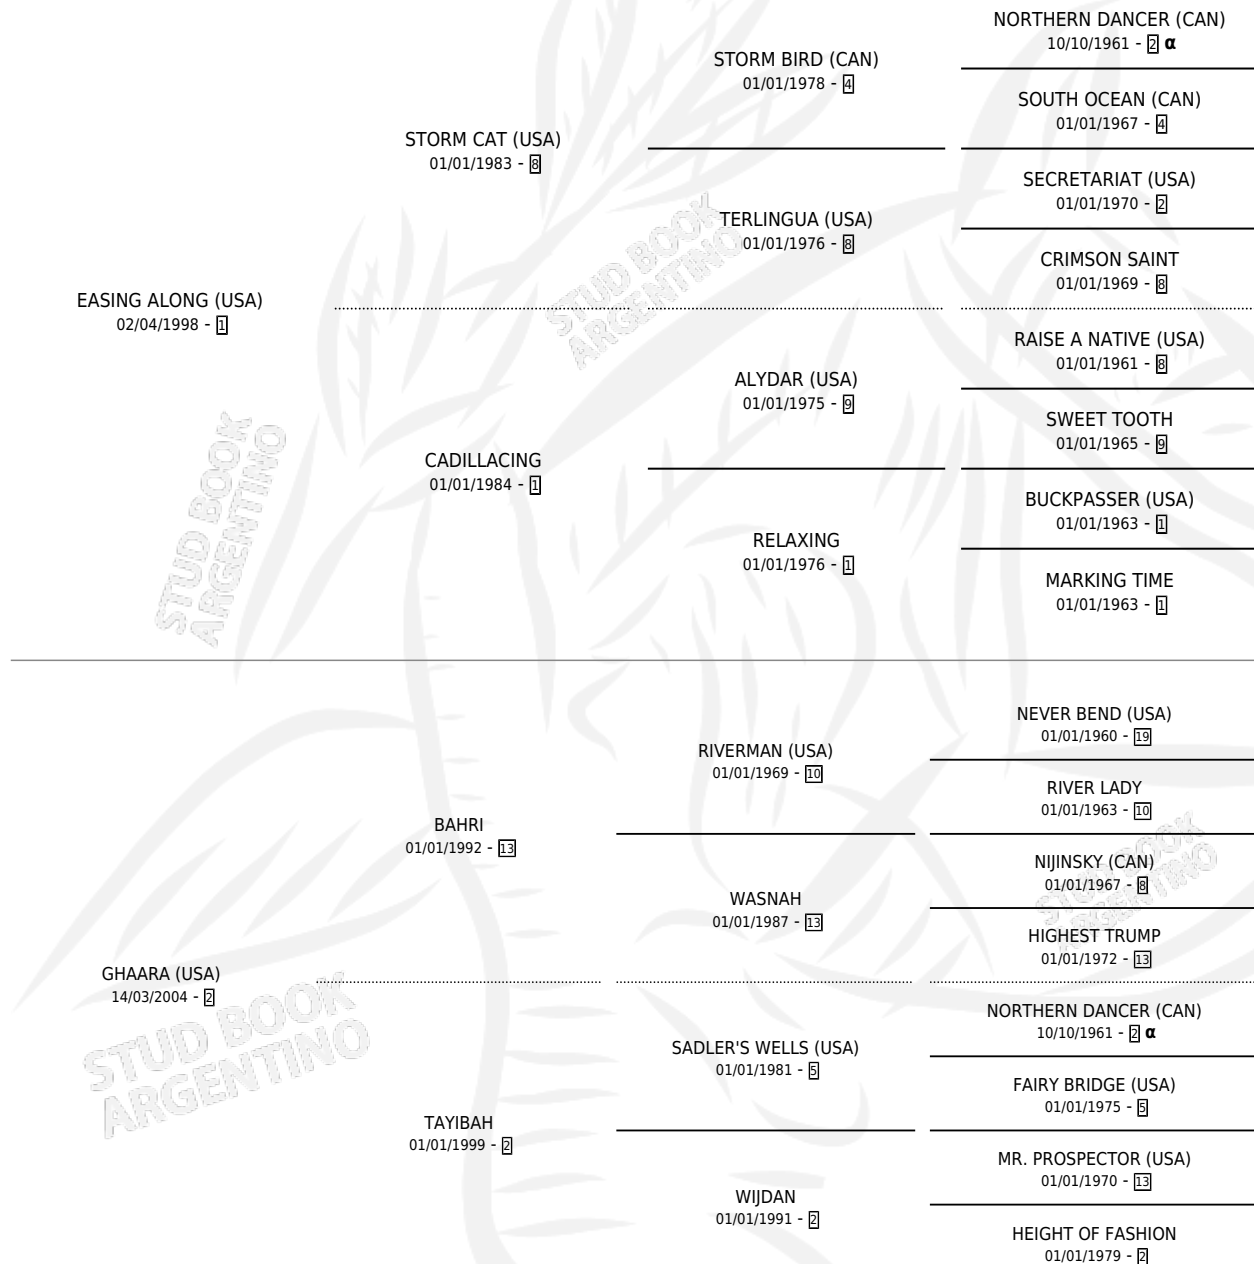 NORTHERN DANCER (CAN)
10/10/1961 - 2 α
STORM BIRD (CAN)
01/01/1978 - 4
SOUTH OCEAN (CAN)
01/01/1967 - 4
STORM CAT (USA)
01/01/1983 - 8
SECRETARIAT (USA)
01/01/1970 - 2
TERLINGUA (USA)
01/01/1976 - 8
CRIMSON SAINT
01/01/1969 - 8
EASING ALONG (USA)
02/04/1998 - 1
RAISE A NATIVE (USA)
01/01/1961 - 8
ALYDAR (USA)
01/01/1975 - 9
SWEET TOOTH
01/01/1965 - 9
CADILLACING
01/01/1984 - 1
BUCKPASSER (USA)
01/01/1963 - 1
RELAXING
01/01/1976 - 1
MARKING TIME
01/01/1963 - 1
NEVER BEND (USA)
01/01/1960 - 19
RIVERMAN (USA)
01/01/1969 - 10
RIVER LADY
01/01/1963 - 10
BAHRI
01/01/1992 - 13
NIJINSKY (CAN)
01/01/1967 - 8
WASNAH
01/01/1987 - 13
HIGHEST TRUMP
01/01/1972 - 13
GHAARA (USA)
14/03/2004 - 2
NORTHERN DANCER (CAN)
10/10/1961 - 2 α
SADLER'S WELLS (USA)
01/01/1981 - 5
FAIRY BRIDGE (USA)
01/01/1975 - 5
TAYIBAH
01/01/1999 - 2
MR. PROSPECTOR (USA)
01/01/1970 - 13
WIJDAN
01/01/1991 - 2
HEIGHT OF FASHION
01/01/1979 - 2
STUD BOOK
ARGENTINO
STUD BOOK
ARGENTINO
STUD BOOK
ARGENTINO
STUD BOOK
ARGENTINO